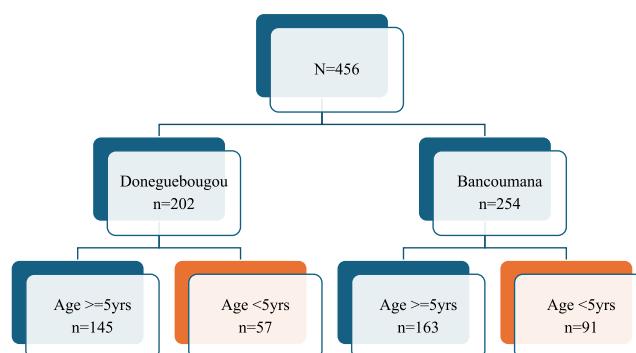 N=456
Doneguebougou
n=202
Bancoumana
n=254
Age >=5yrs
n=145
Age <5yrs
n=57
Age >=5yrs
n=163
Age <5yrs
n=91